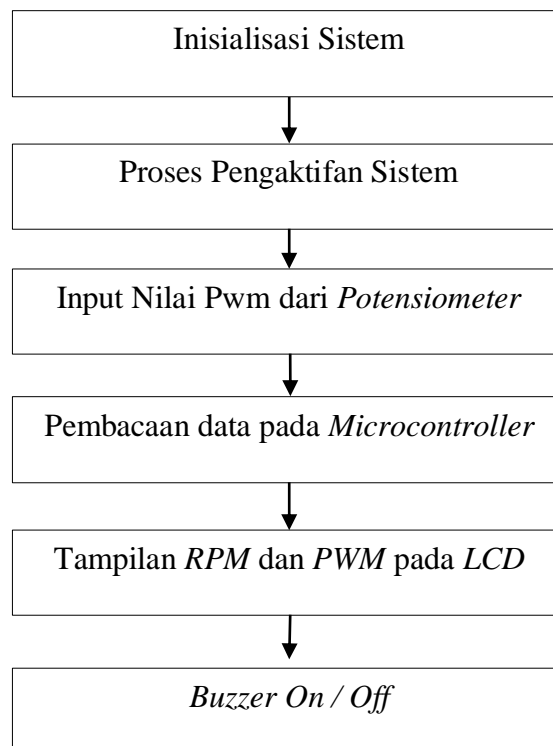 Inisialisasi Sistem
Proses Pengaktifan Sistem
Input Nilai Pwm dari Potensiometer
Pembacaan data pada Microcontroller
Tampilan RPM dan PWM pada LCD
Buzzer On / Off